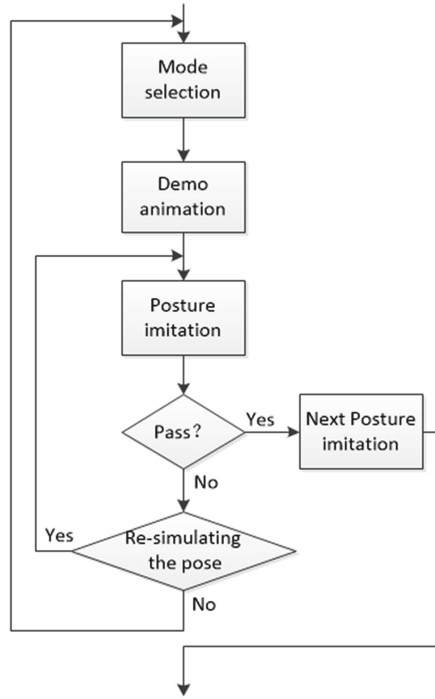 Mode
selection
Demo
animation
Posture
imitation
Pass?
Yes
Next Posture
imitation
No
Yes
Re-simulating
the pose
No